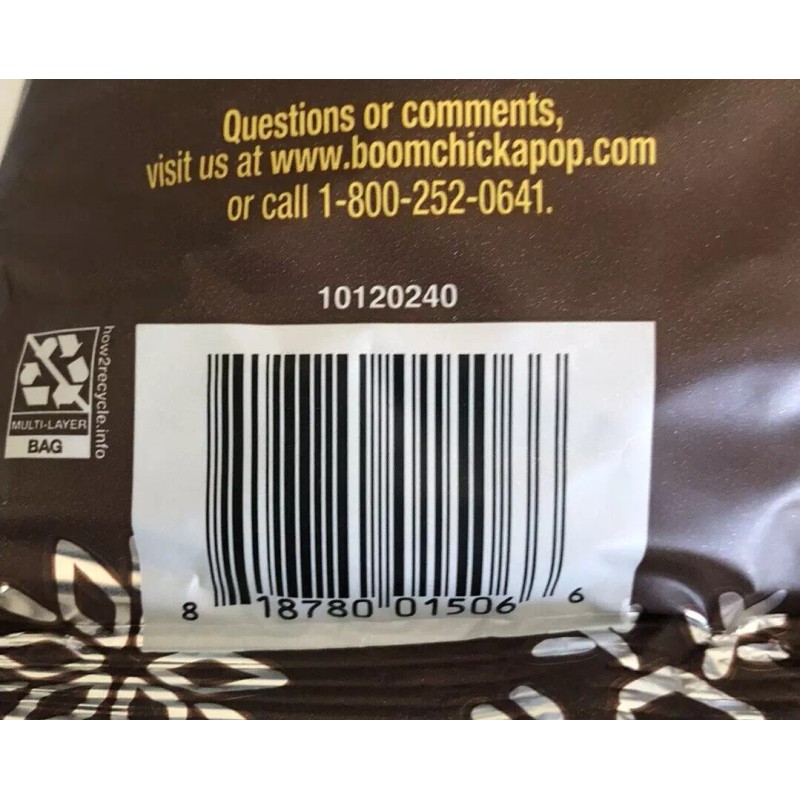 Questions or comments,
visit us at www.boomchickapop.com
or call 1-800-252-0641.
10120240
how2recycle.info
MULTI-LAYER
BAG
8 18780 01506 6